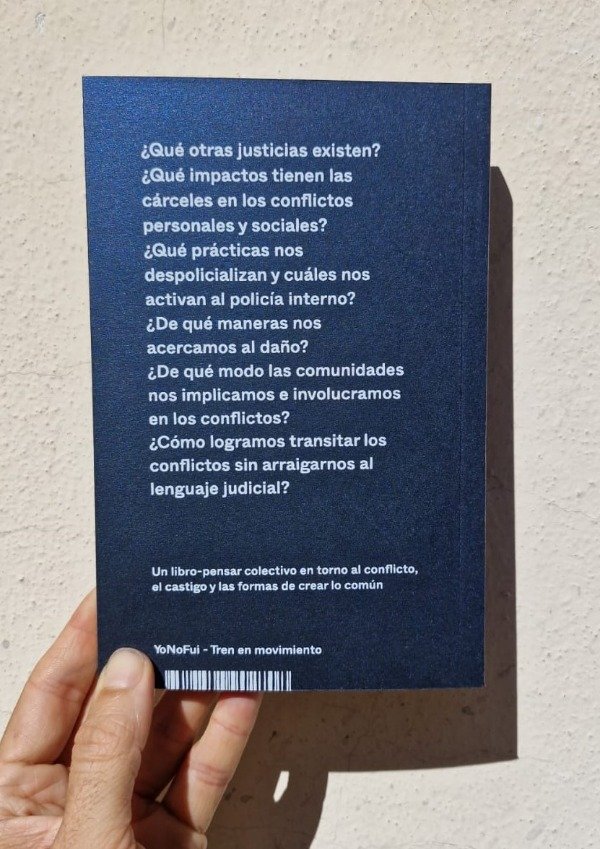 ¿Qué otras justicias existen?
¿Qué impactos tienen las
cárceles en los conflictos
personales y sociales?
¿Qué prácticas nos
despolicializan y cuáles nos
activan al policía interno?
¿De qué maneras nos
acercamos al daño?
¿De qué modo las comunidades
nos implicamos e involucramos
en los conflictos?
¿Cómo logramos transitar los
conflictos sin arraigarnos al
lenguaje judicial?
Un libro-pensar colectivo en torno al conflicto,
el castigo y las formas de crear lo común
YoNoFui - Tren en movimiento